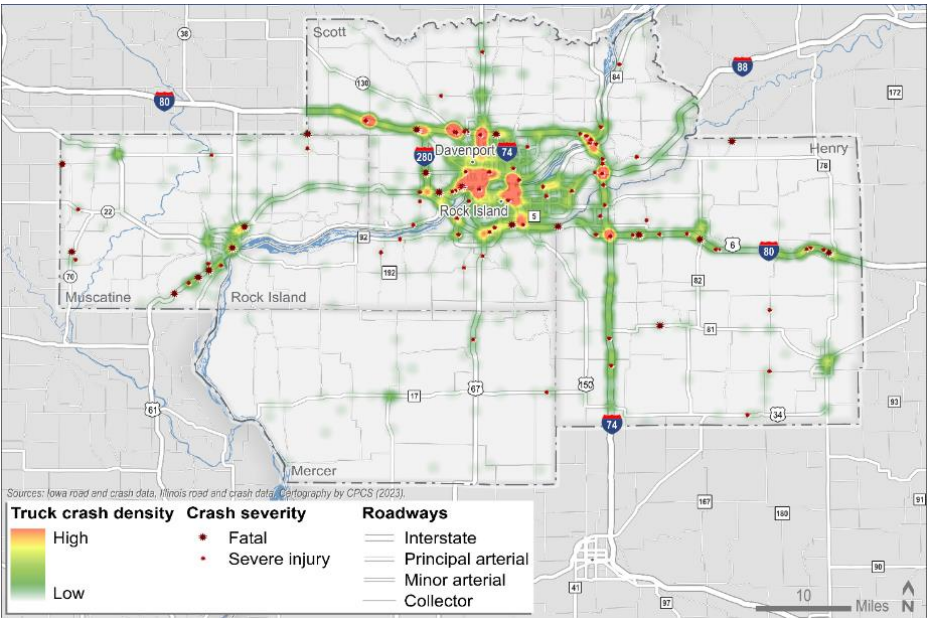 Scott
IA
IL
38
130
84
88
80
172
280
Davenport
74
Henry
78
22
Rock Island
5
92
6
80
70
192
82
Muscatine
Rock Island
81
67
150
61
17
34
93
74
Mercer
Sources: Iowa road and crash data, Illinois road and crash data, Cartography by CPCS (2023).
Truck crash density
High
Low
Crash severity
Fatal
Severe injury
Roadways
Interstate
Principal arterial
Minor arterial
Collector
167
180
91
90
41
97
10
Miles
N